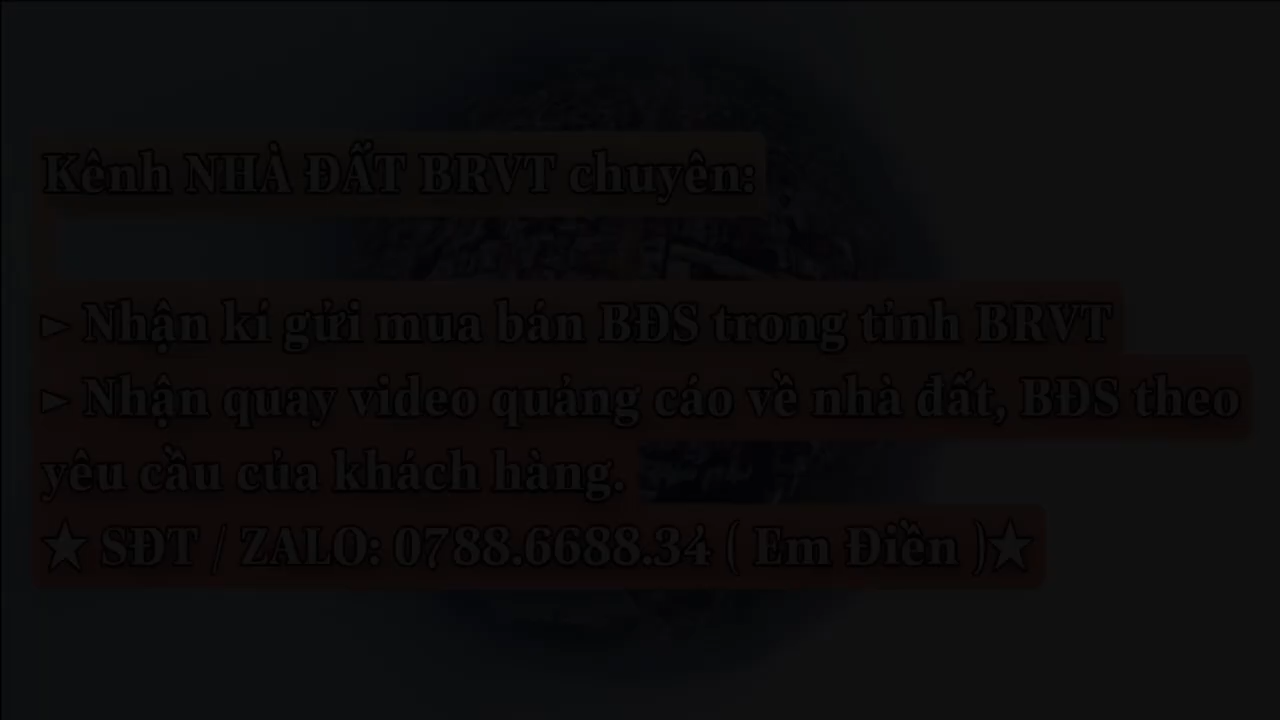 Kênh NHÀ ĐẤT BRVT chuyên:
► Nhận kí gửi mua bán BĐS trong tỉnh BRVT
► Nhận quay video quảng cáo về nhà đất, BĐS theo
yêu cầu của khách hàng.
★ SĐT / ZALO: 0788.6688.34 ( Em Điền )★